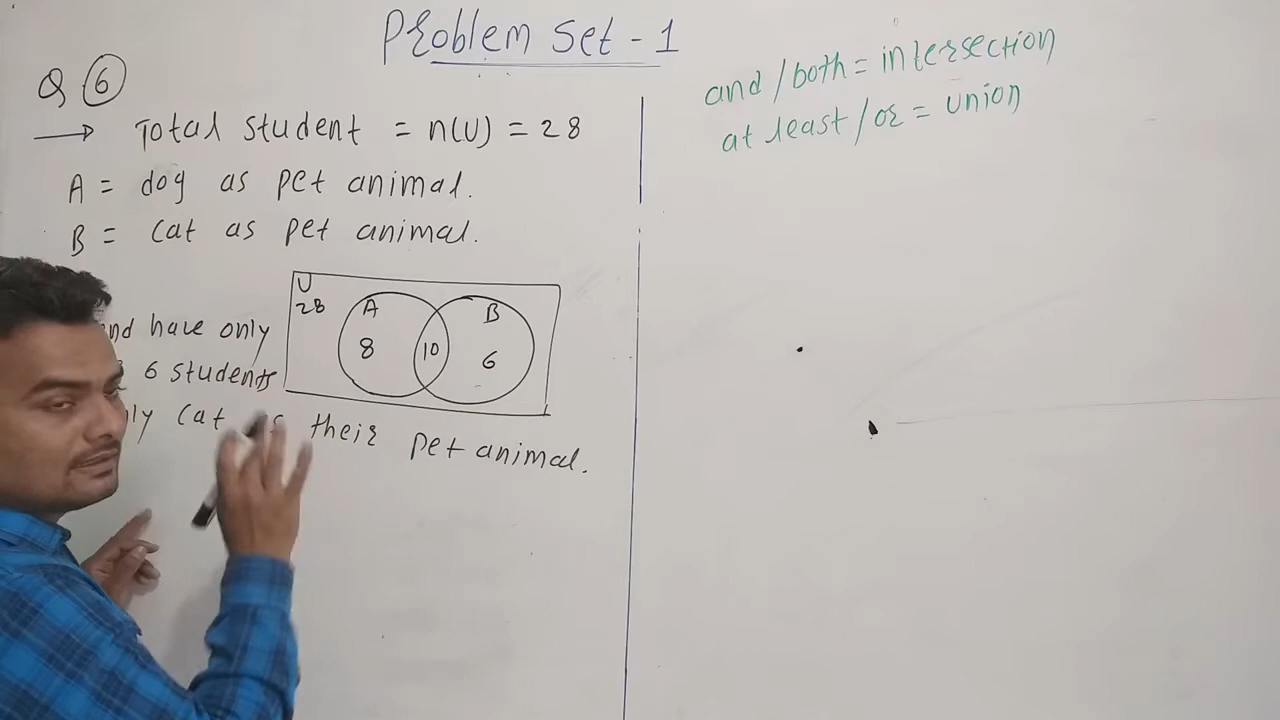 Problem Set - 1
Q 6
→ Total student = n(U) = 28
A = dog as pet animal.
B = cat as pet animal.
U
28
A
B
8
10
6
have only
6 students
cat as their pet animal.
and / both = intersection
at least / or = union